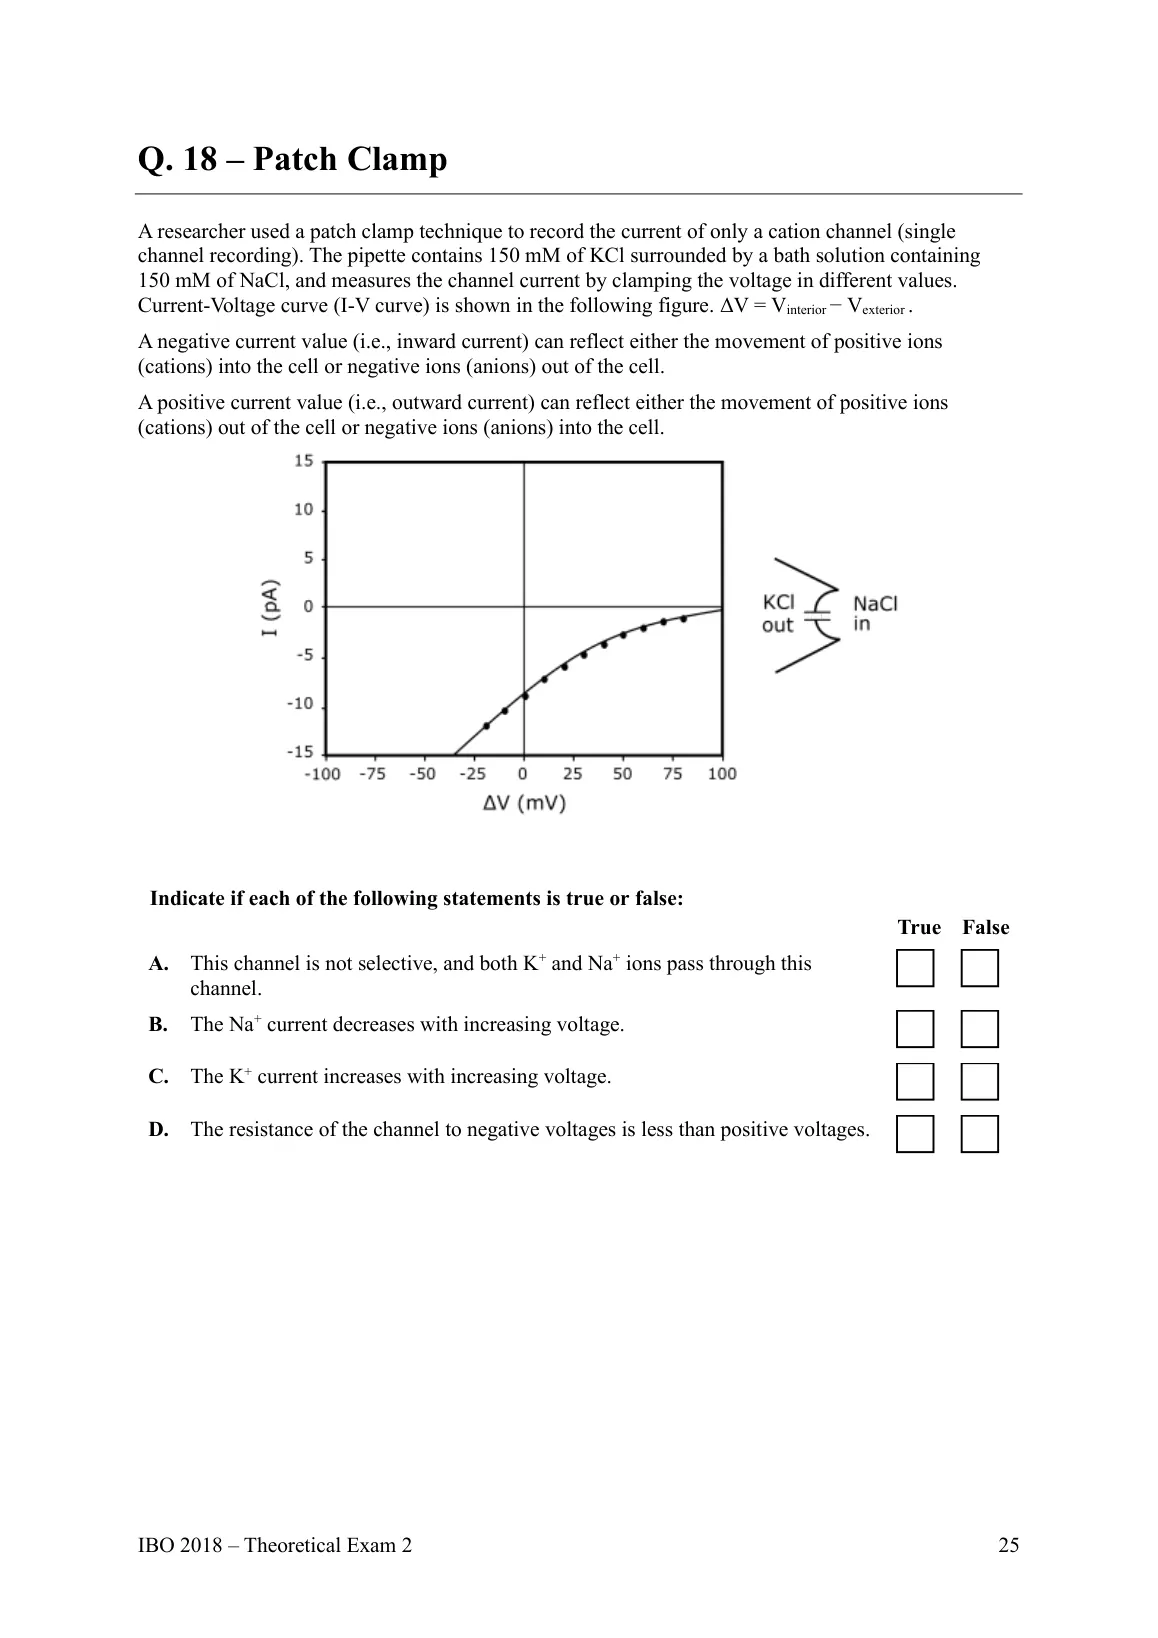 Q. 18 – Patch Clamp
A researcher used a patch clamp technique to record the current of only a cation channel (single
channel recording). The pipette contains 150 mM of KCl surrounded by a bath solution containing
150 mM of NaCl, and measures the channel current by clamping the voltage in different values.
Current-Voltage curve (I-V curve) is shown in the following figure. ΔV = Vinterior − Vexterior .
A negative current value (i.e., inward current) can reflect either the movement of positive ions
(cations) into the cell or negative ions (anions) out of the cell.
A positive current value (i.e., outward current) can reflect either the movement of positive ions
(cations) out of the cell or negative ions (anions) into the cell.
15
10
5
0
-5
-10
-15
I (pA)
-100 -75 -50 -25 0 25 50 75 100
ΔV (mV)
KCl
out
NaCl
in
Indicate if each of the following statements is true or false:
True False
A. This channel is not selective, and both K⁺ and Na⁺ ions pass through this
channel.
B. The Na⁺ current decreases with increasing voltage.
C. The K⁺ current increases with increasing voltage.
D. The resistance of the channel to negative voltages is less than positive voltages.
IBO 2018 – Theoretical Exam 2 25